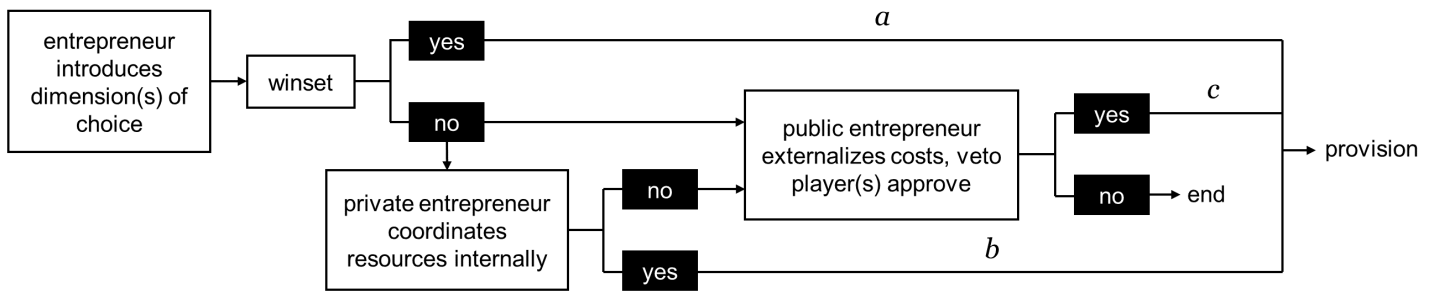 entrepreneur
introduces
dimension(s) of
choice
winset
yes
a
no
private entrepreneur
coordinates
resources internally
no
yes
b
public entrepreneur
externalizes costs, veto
player(s) approve
yes
c
no
end
provision